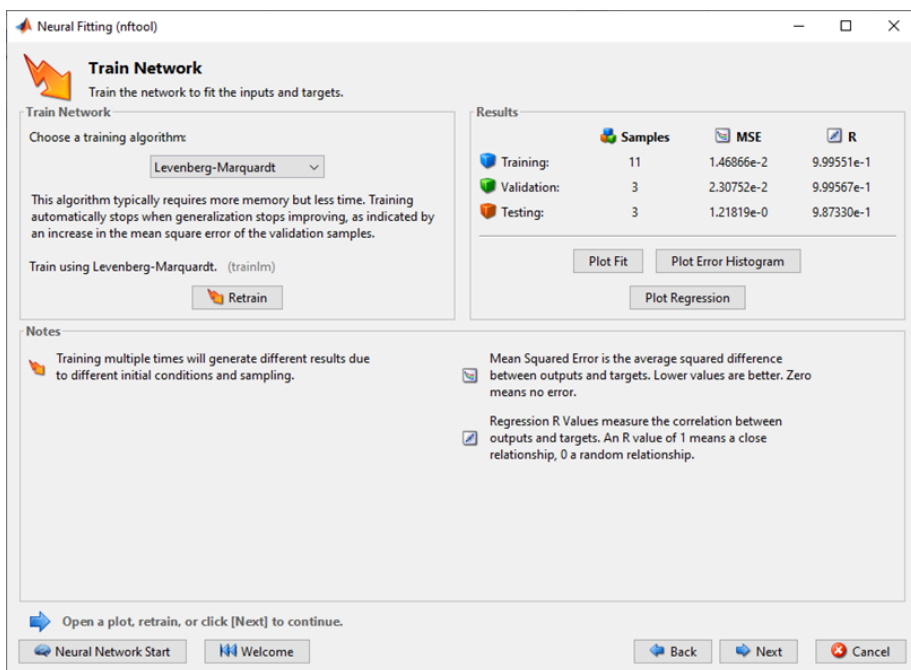 Neural Fitting (nftool)
Train Network
Train the network to fit the inputs and targets.
Train Network
Choose a training algorithm:
Levenberg-Marquardt
This algorithm typically requires more memory but less time. Training
automatically stops when generalization stops improving, as indicated by
an increase in the mean square error of the validation samples.
Train using Levenberg-Marquardt. (trainlm)
Retrain
Results
Samples MSE R
Training: 11 1.46866e-2 9.99551e-1
Validation: 3 2.30752e-2 9.99567e-1
Testing: 3 1.21819e-0 9.87330e-1
Plot Fit Plot Error Histogram
Plot Regression
Notes
Training multiple times will generate different results due
to different initial conditions and sampling.
Mean Squared Error is the average squared difference
between outputs and targets. Lower values are better. Zero
means no error.
Regression R Values measure the correlation between
outputs and targets. An R value of 1 means a close
relationship, 0 a random relationship.
Open a plot, retrain, or click [Next] to continue.
Neural Network Start Welcome Back Next Cancel